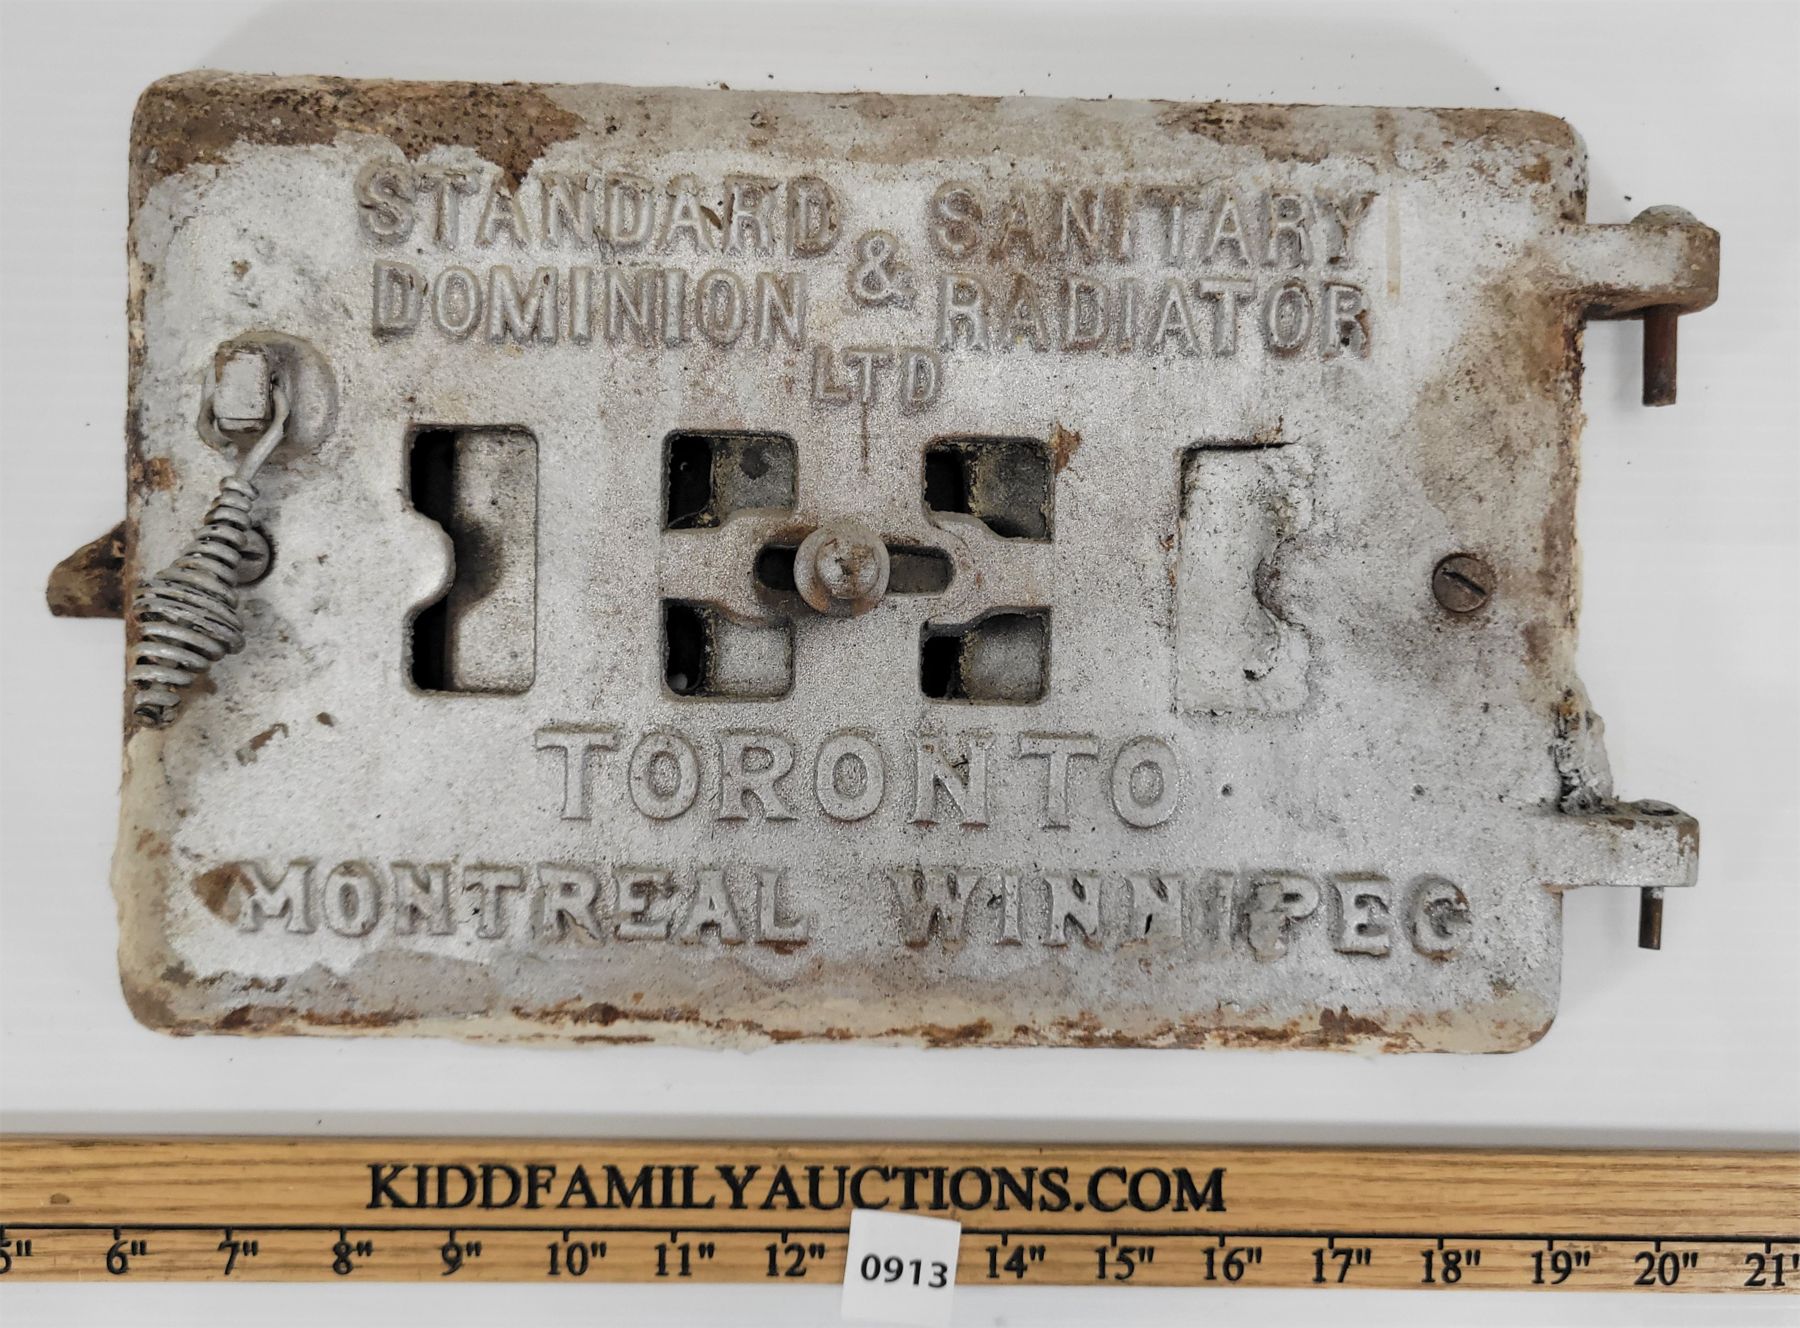 STANDARD & SANITARY
DOMINION RADIATOR
LTD
TORONTO
MONTREAL WINNIPEG
KIDDFAMILYAUCTIONS.COM
5" 6" 7" 8" 9" 10" 11" 12" 0913 14" 15" 16" 17" 18" 19" 20" 21"